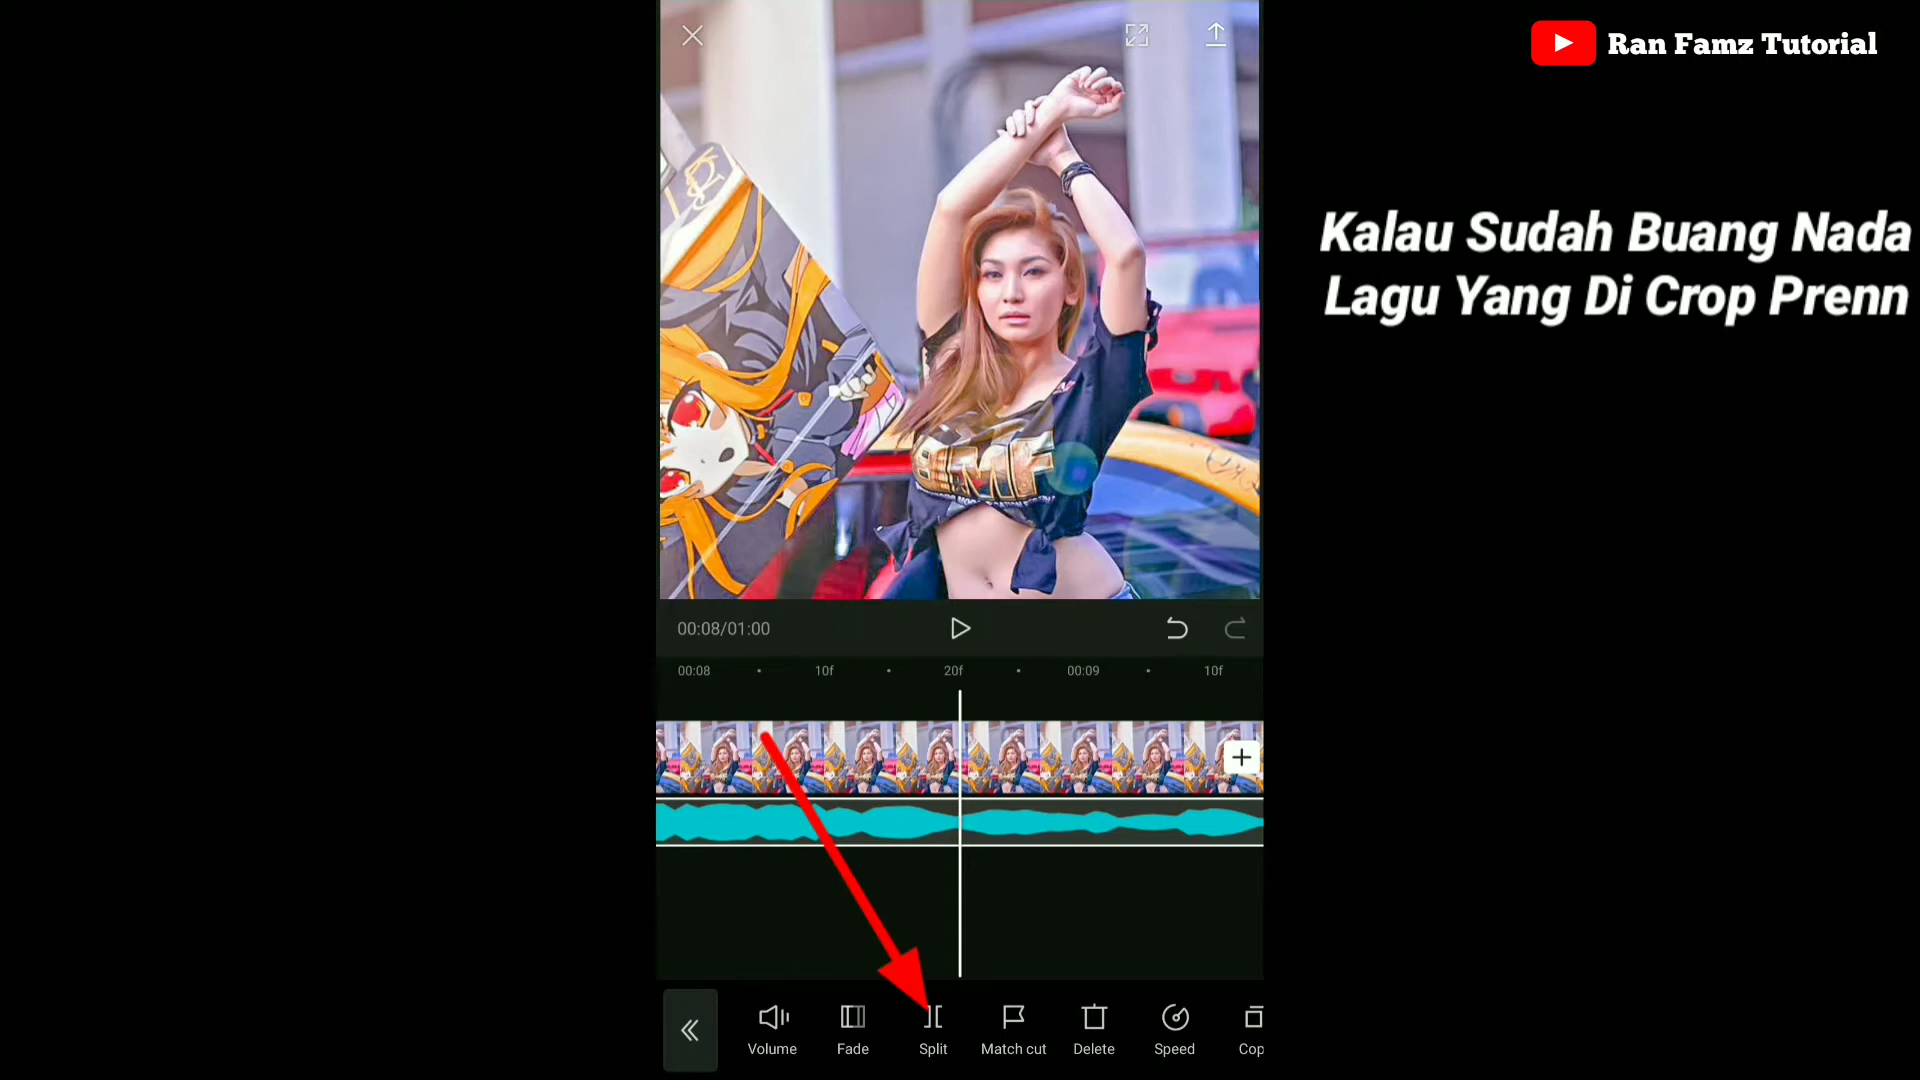 Ran Famz Tutorial
Kalau Sudah Buang Nada
Lagu Yang Di Crop Prenn
00:08/01:00
00:08 10f 20f 00:09 10f
Volume Fade Split Match cut Delete Speed Cop